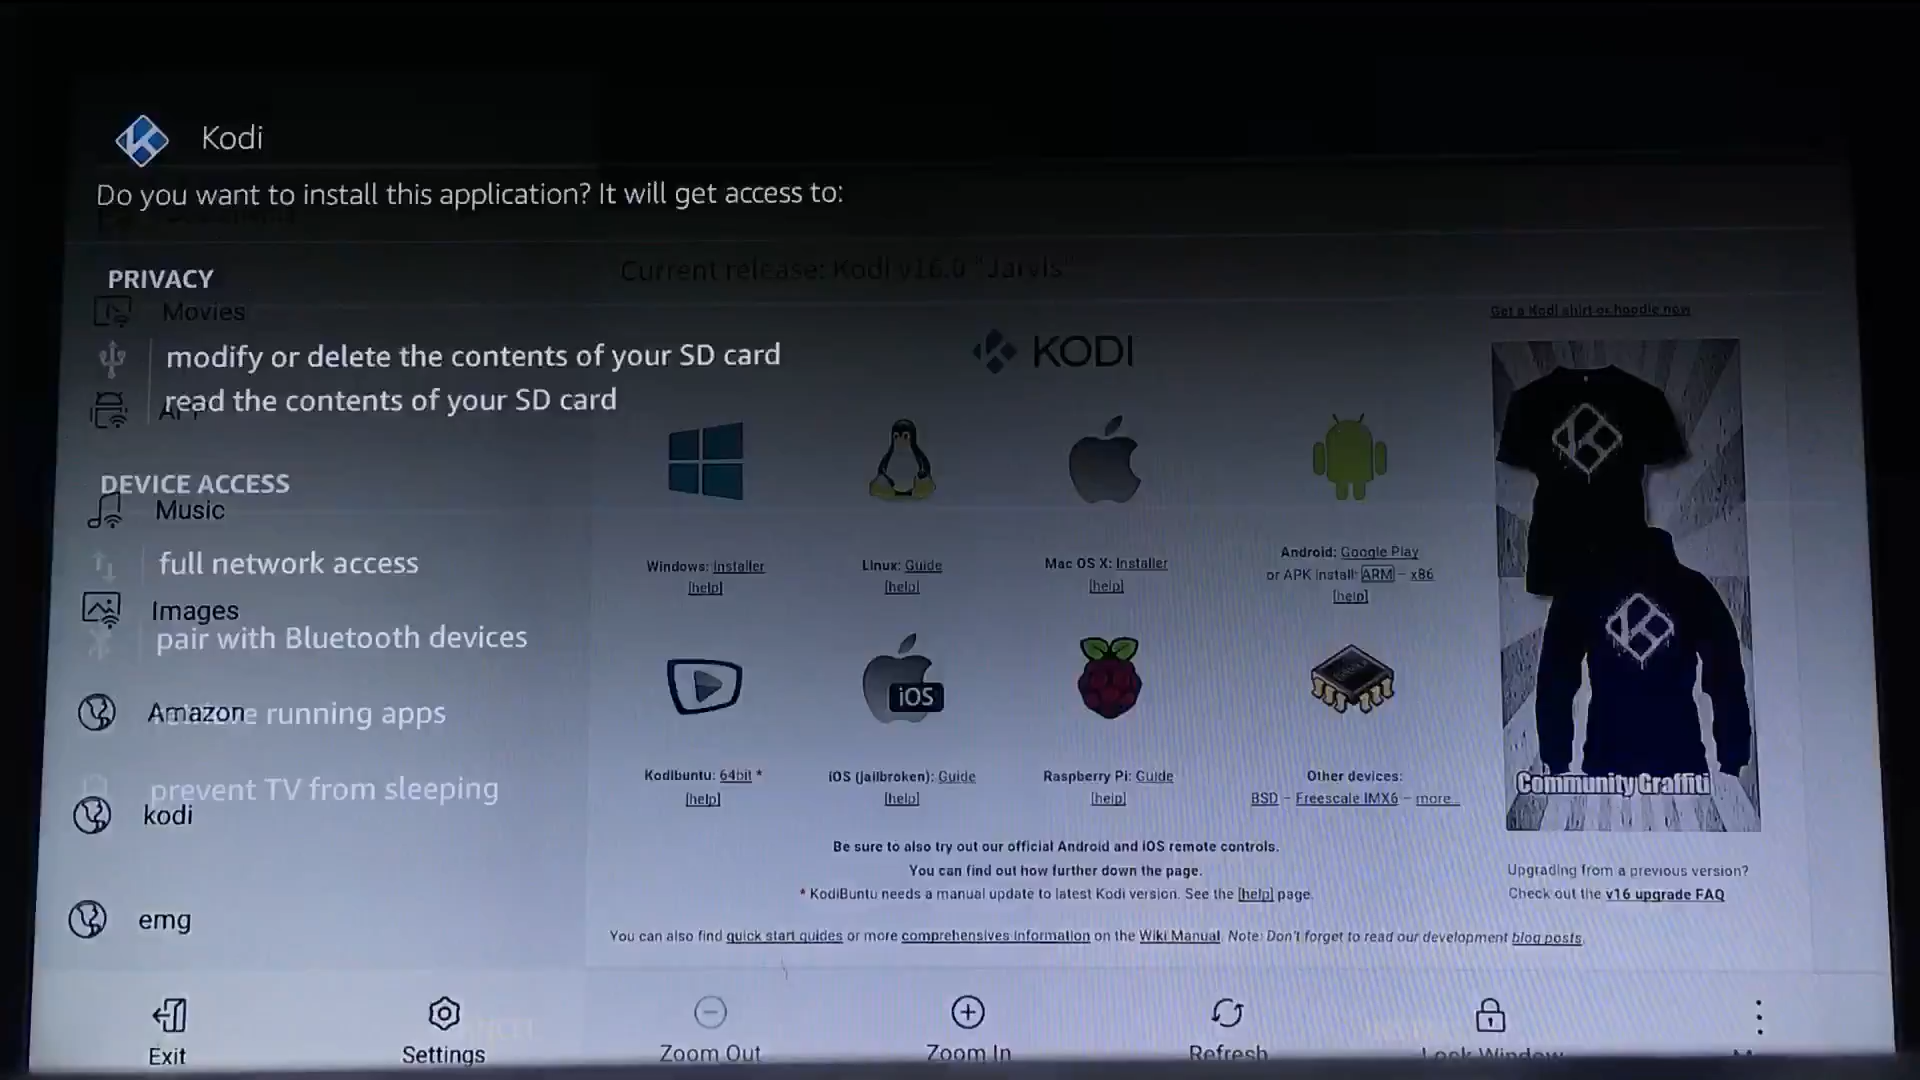 Kodi
Do you want to install this application? It will get access to:
PRIVACY
Movies
modify or delete the contents of your SD card
read the contents of your SD card
DEVICE ACCESS
Music
full network access
Images
pair with Bluetooth devices
Amazon
running apps
prevent TV from sleeping
kodi
emg
Current release: Kodi v16.0 "Jarvis"
KODI
Get a Kodi shirt or hoodie now
Windows: Installer
[help]
Linux: Guide
[help]
Mac OS X: Installer
[help]
Android: Google Play
or APK install: ARM – x86
[help]
iOS
Kodibuntu: 64bit *
[help]
iOS (jailbroken): Guide
[help]
Raspberry Pi: Guide
[help]
Other devices:
BSD – Freescale IMX6 – more...
Community Graffiti
Be sure to also try out our official Android and iOS remote controls.
You can find out how further down the page.
* KodiBuntu needs a manual update to latest Kodi version. See the [help] page.
Upgrading from a previous version?
Check out the v16 upgrade FAQ
You can also find quick start guides or more comprehensives information on the Wiki Manual. Note: Don't forget to read our development blog posts.
Exit
Settings
Zoom Out
Zoom In
Refresh
Lock Window